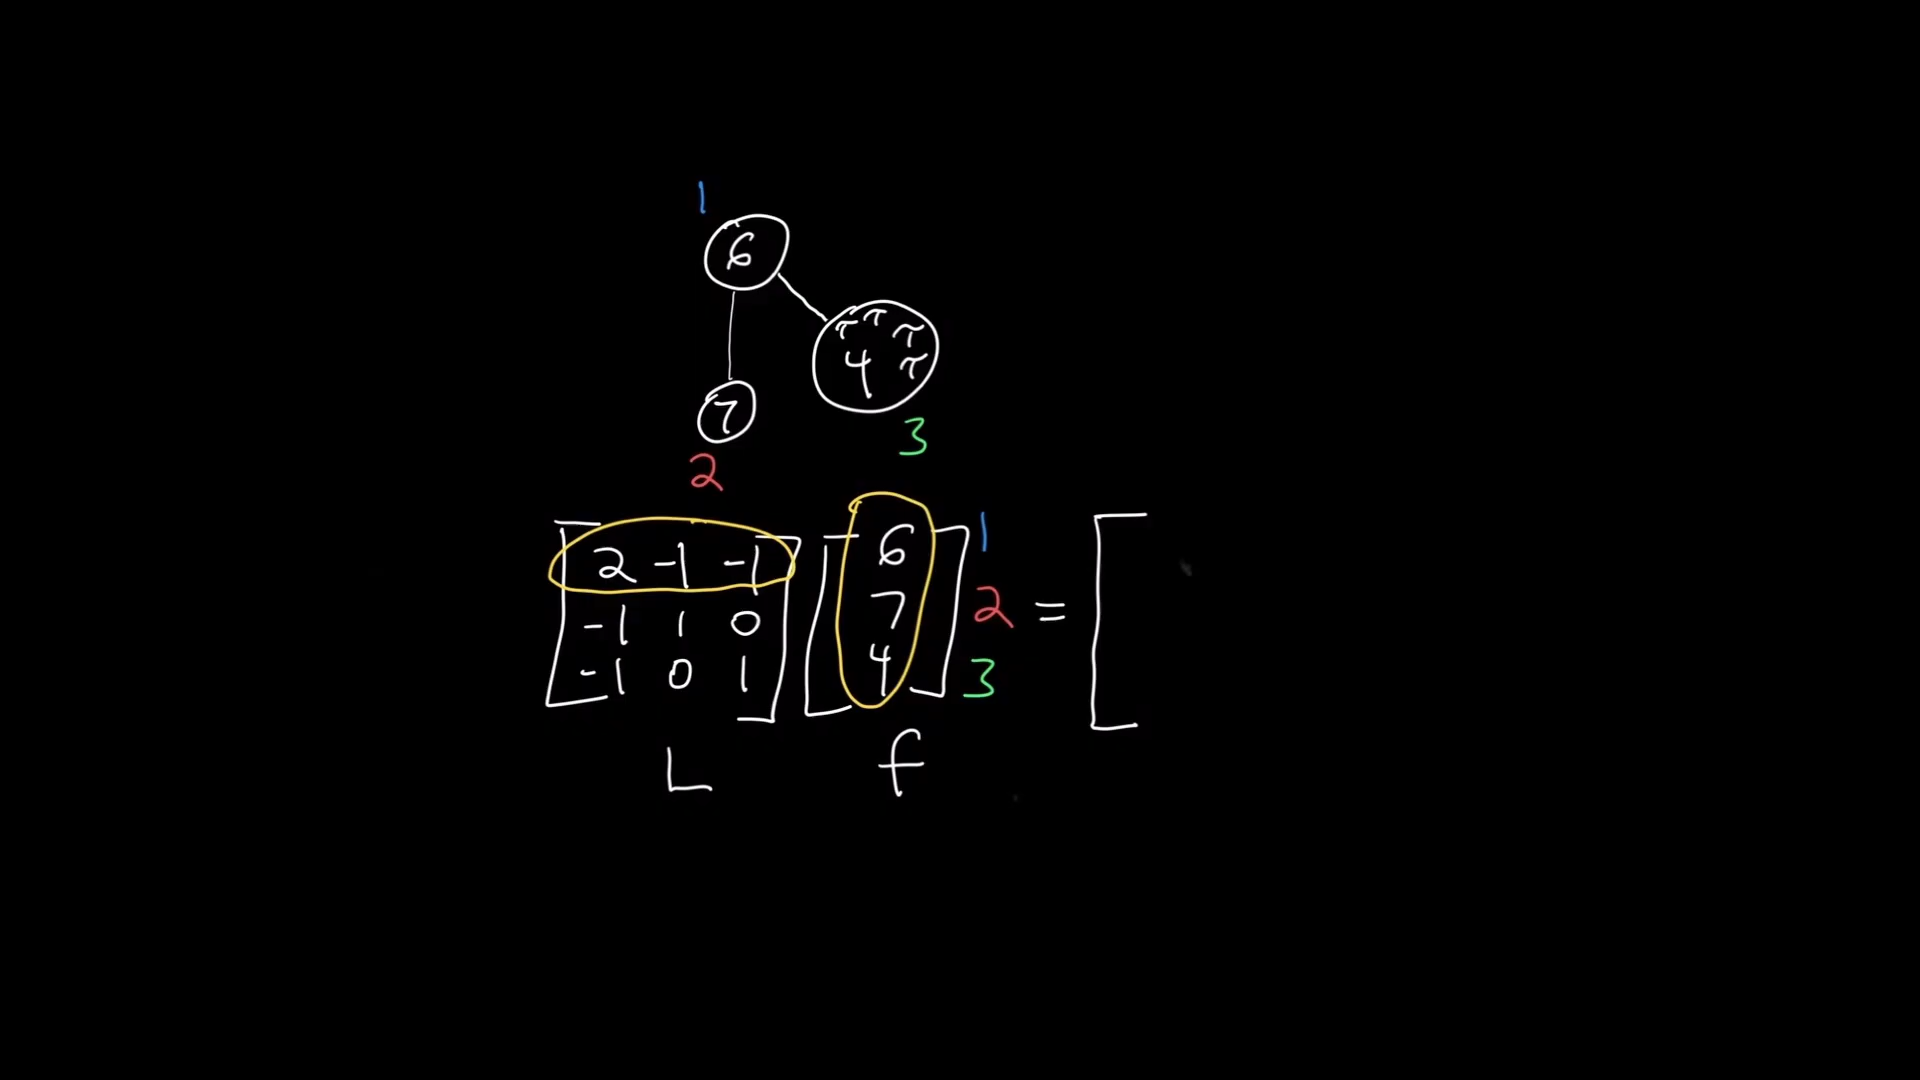 1
6
π π π
4 π
7
3
2
[ 2 -1 -1 ] [ 6 ] 1
[ -1 1 0 ] [ 7 ] 2 = [
[ -1 0 1 ] [ 4 ] 3
L f